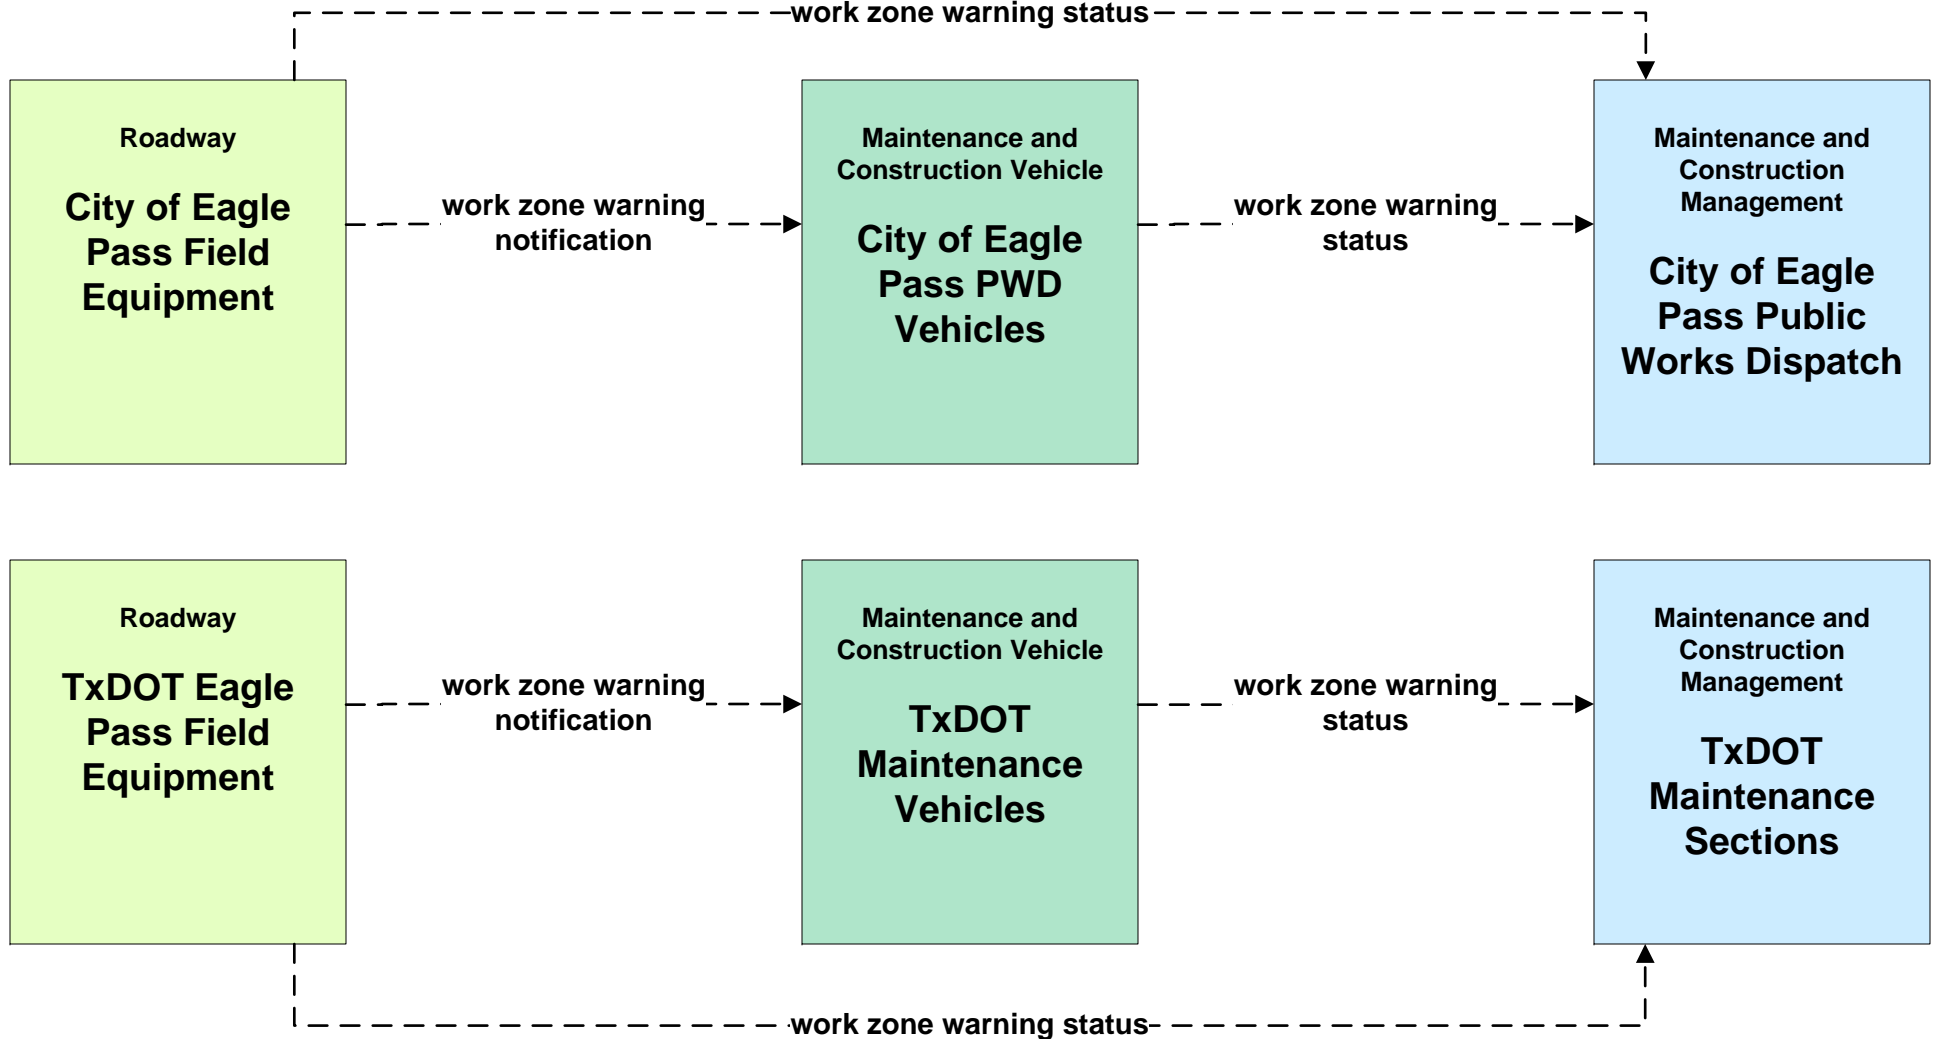 work zone warning status
Roadway
City of Eagle
Pass Field
Equipment
work zone warning
notification
Maintenance and
Construction Vehicle
City of Eagle
Pass PWD
Vehicles
work zone warning
status
Maintenance and
Construction
Management
City of Eagle
Pass Public
Works Dispatch
Roadway
TxDOT Eagle
Pass Field
Equipment
work zone warning
notification
Maintenance and
Construction Vehicle
TxDOT
Maintenance
Vehicles
work zone warning
status
Maintenance and
Construction
Management
TxDOT
Maintenance
Sections
work zone warning status